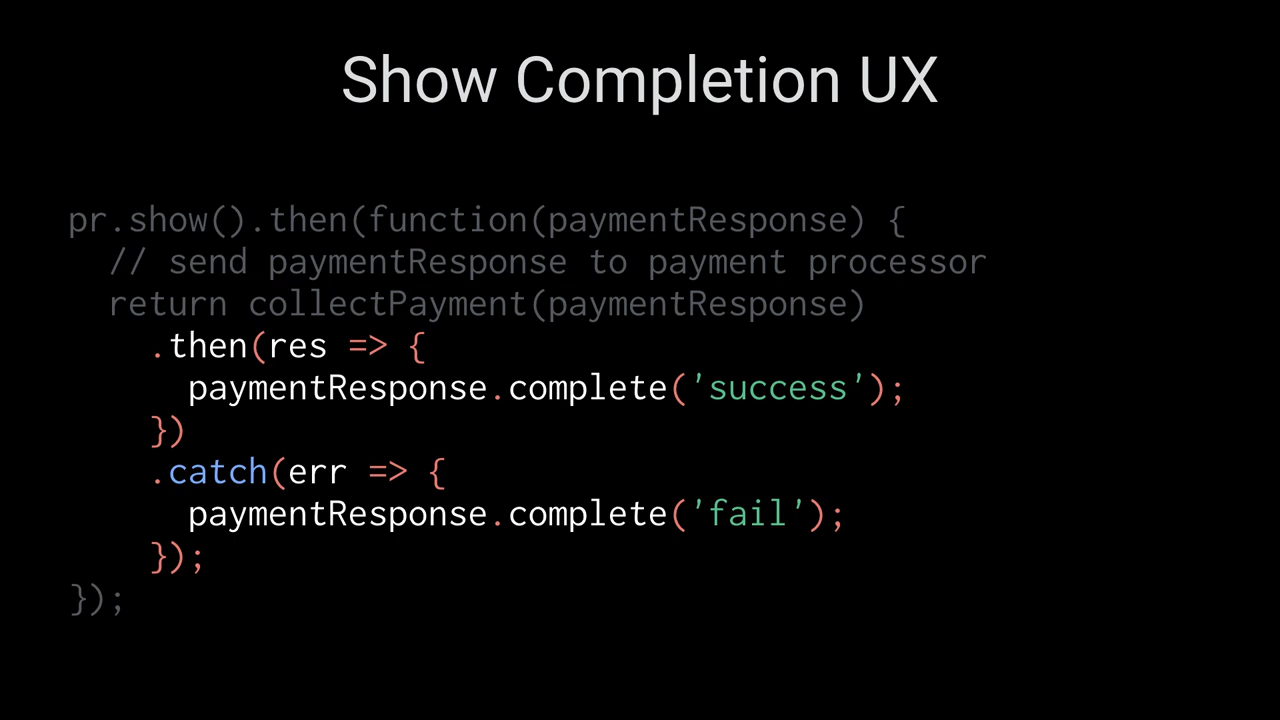 Show Completion UX
pr.show().then(function(paymentResponse) {
  // send paymentResponse to payment processor
  return collectPayment(paymentResponse)
    .then(res => {
      paymentResponse.complete('success');
    })
    .catch(err => {
      paymentResponse.complete('fail');
    });
});